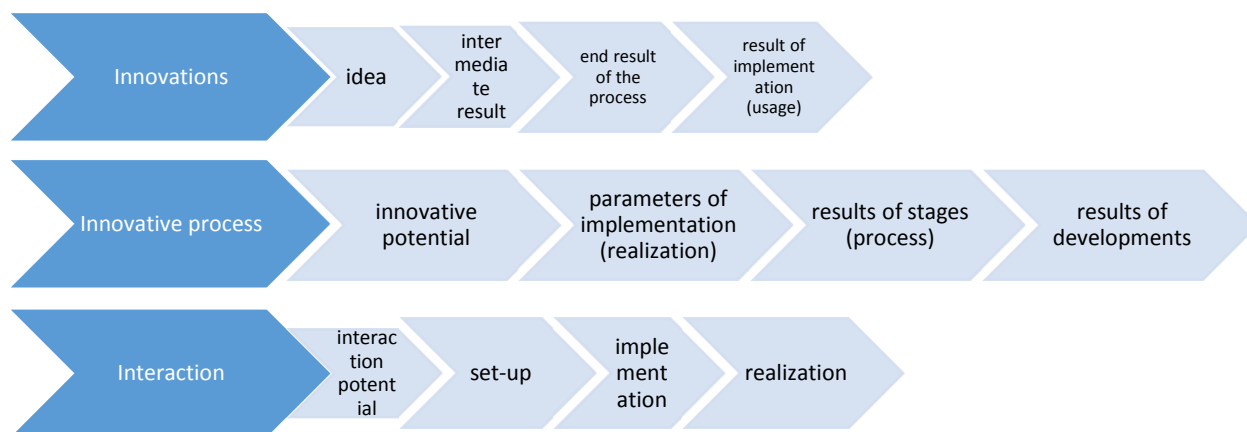 Innovations
idea
inter
media
te
result
end result
of the
process
result of
implement
ation
(usage)
Innovative process
innovative
potential
parameters of
implementation
(realization)
results of stages
(process)
results of
developments
Interaction
interac
tion
potent
ial
set-up
imple
ment
ation
realization